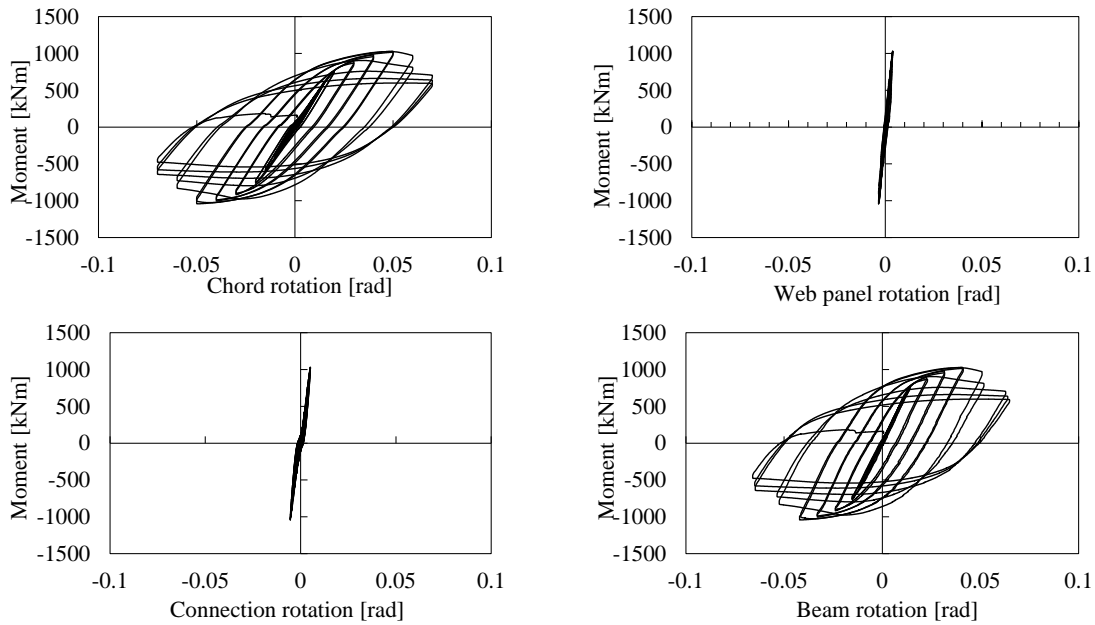 1500
1000
500
0
-500
-1000
-1500
Moment [kNm]
-0.1 -0.05 0 0.05 0.1
Chord rotation [rad]
1500
1000
500
0
-500
-1000
-1500
Moment [kNm]
-0.1 -0.05 0 0.05 0.1
Web panel rotation [rad]
1500
1000
500
0
-500
-1000
-1500
Moment [kNm]
-0.1 -0.05 0 0.05 0.1
Connection rotation [rad]
1500
1000
500
0
-500
-1000
-1500
Moment [kNm]
-0.1 -0.05 0 0.05 0.1
Beam rotation [rad]